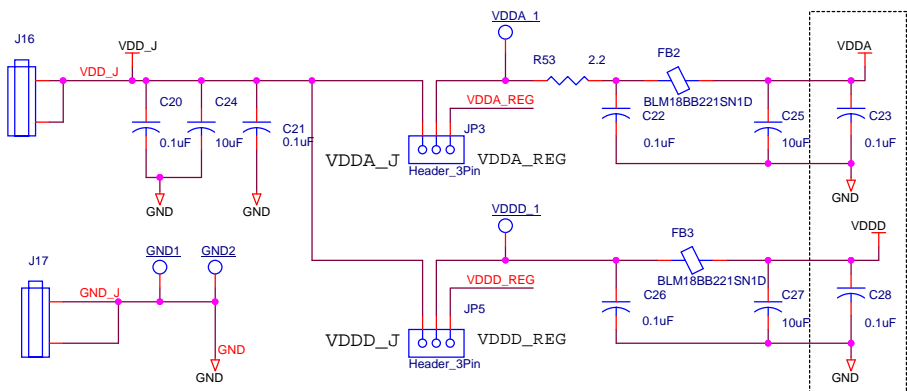 J16
VDD_J
VDD_J
C20
0.1uF
C24
10uF
C21
0.1uF
GND
GND
VDDA_1
R53
2.2
FB2
BLM18BB221SN1D
VDDA
VDDA_REG
C22
0.1uF
C25
10uF
C23
0.1uF
JP3
VDDA_J
VDDA_REG
Header_3Pin
GND
J17
GND_J
GND1
GND2
GND
GND
VDDD_1
FB3
BLM18BB221SN1D
VDDD
VDDD_REG
C26
0.1uF
C27
10uF
C28
0.1uF
JP5
VDDD_J
VDDD_REG
Header_3Pin
GND